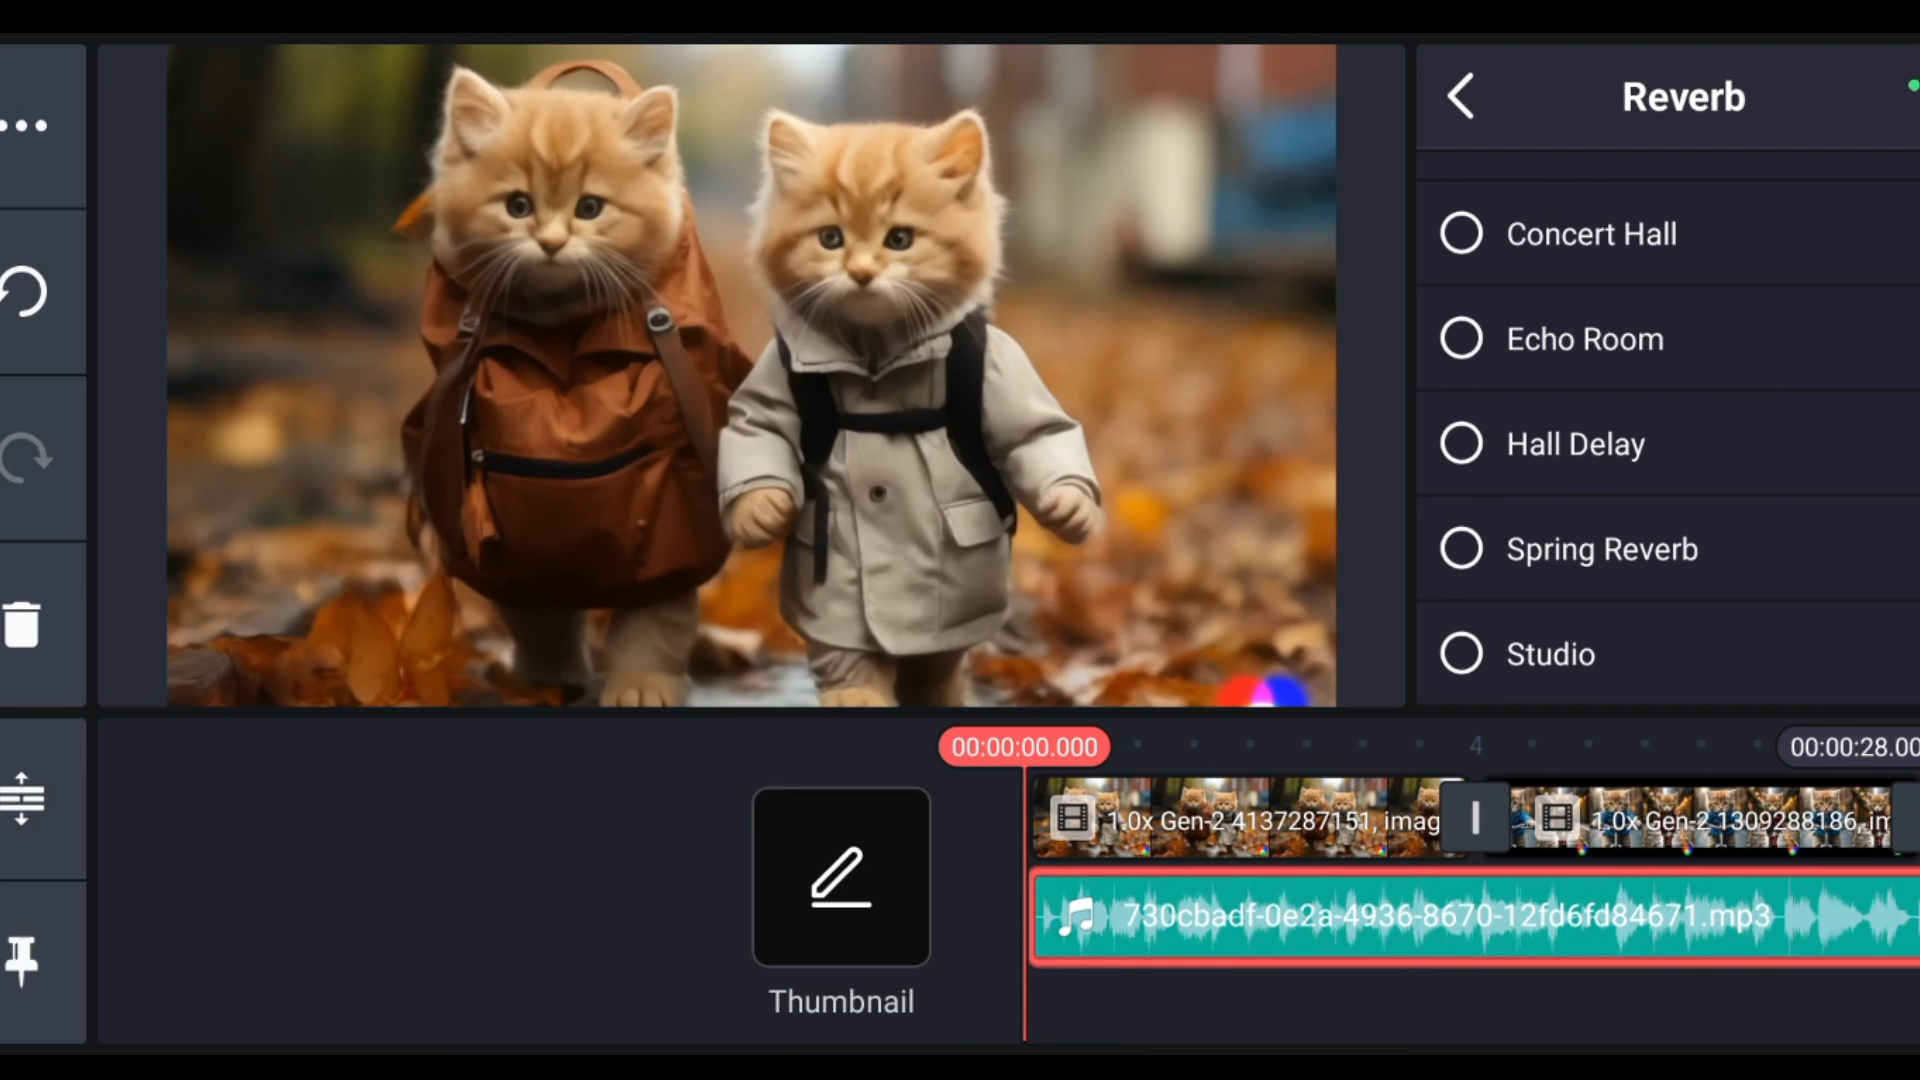 Reverb
Concert Hall
Echo Room
Hall Delay
Spring Reverb
Studio
00:00:00.000
4
00:00:28.00
1.0x Gen-2 4137287151, imag
1.0x Gen-2 1309288186, im
730cbadf-0e2a-4936-8670-12fd6fd84671.mp3
Thumbnail